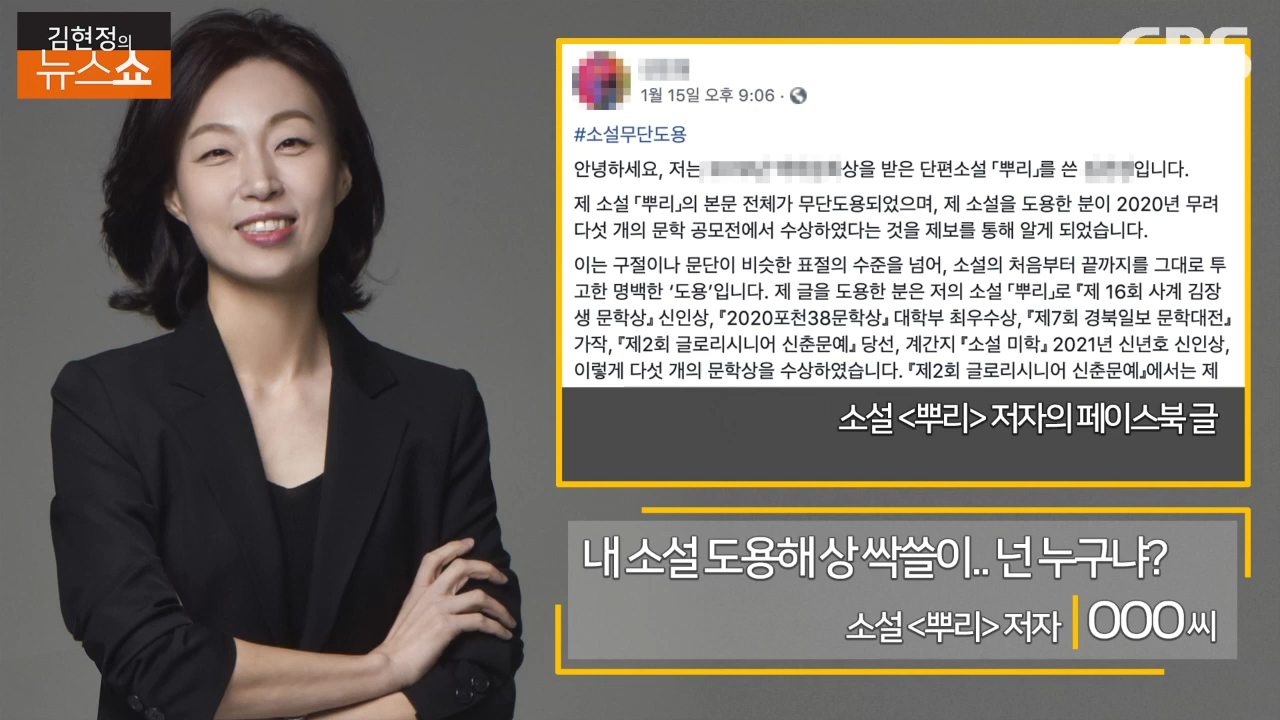 김현정의
뉴스쇼
CBS
1월 15일 오후 9:06 ·
#소설무단도용
안녕하세요, 저는 상을 받은 단편소설 「뿌리」를 쓴 입니다.
제 소설 「뿌리」의 본문 전체가 무단도용되었으며, 제 소설을 도용한 분이 2020년 무려
다섯 개의 문학 공모전에서 수상하였다는 것을 제보를 통해 알게 되었습니다.
이는 구절이나 문단이 비슷한 표절의 수준을 넘어, 소설의 처음부터 끝까지를 그대로 투
고한 명백한 ‘도용’입니다. 제 글을 도용한 분은 저의 소설 「뿌리」로 『제 16회 사계 김장
생 문학상』 신인상, 『2020포천38문학상』 대학부 최우수상, 『제7회 경북일보 문학대전』
가작, 『제2회 글로리시니어 신춘문예』 당선, 계간지 『소설 미학』 2021년 신년호 신인상,
이렇게 다섯 개의 문학상을 수상하였습니다. 『제2회 글로리시니어 신춘문예』에서는 제
소설 <뿌리> 저자의 페이스북 글
내 소설 도용해 상 싹쓸이.. 넌 누구냐?
소설 <뿌리> 저자 OOO 씨